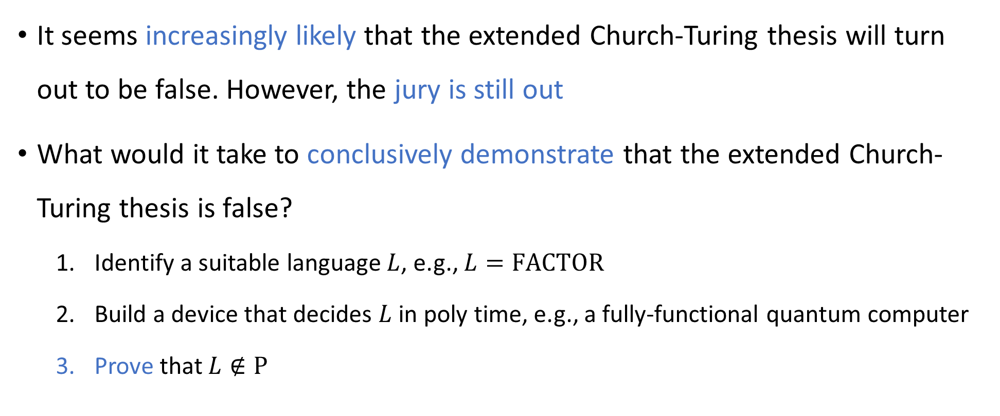 • It seems increasingly likely that the extended Church-Turing thesis will turn
out to be false. However, the jury is still out
• What would it take to conclusively demonstrate that the extended Church-
Turing thesis is false?
1. Identify a suitable language L, e.g., L = FACTOR
2. Build a device that decides L in poly time, e.g., a fully-functional quantum computer
3. Prove that L ∉ P